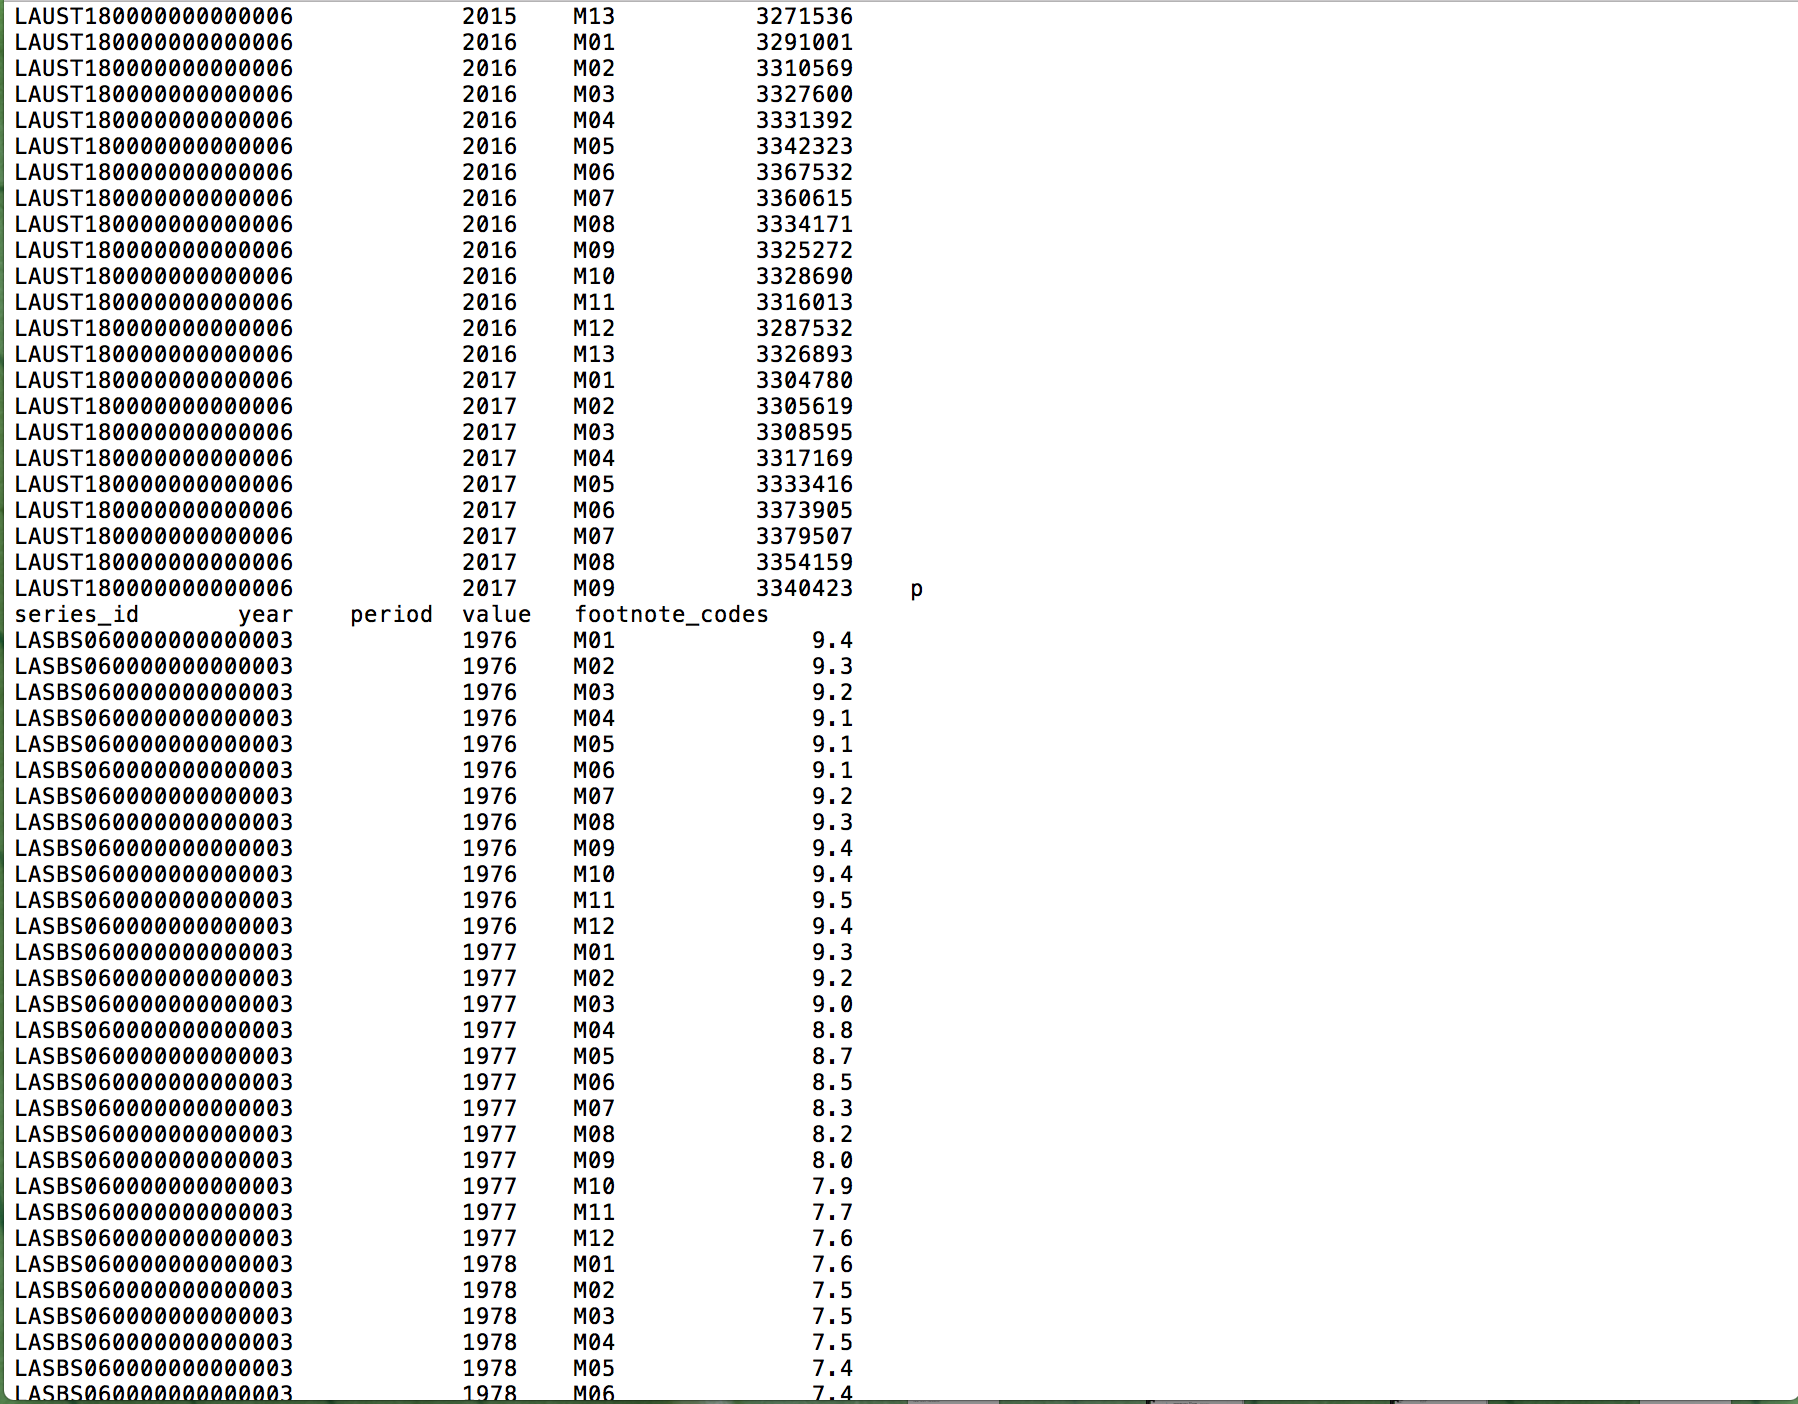 LAUST180000000000006 2015 M13 3271536
LAUST180000000000006 2016 M01 3291001
LAUST180000000000006 2016 M02 3310569
LAUST180000000000006 2016 M03 3327600
LAUST180000000000006 2016 M04 3331392
LAUST180000000000006 2016 M05 3342323
LAUST180000000000006 2016 M06 3367532
LAUST180000000000006 2016 M07 3360615
LAUST180000000000006 2016 M08 3334171
LAUST180000000000006 2016 M09 3325272
LAUST180000000000006 2016 M10 3328690
LAUST180000000000006 2016 M11 3316013
LAUST180000000000006 2016 M12 3287532
LAUST180000000000006 2016 M13 3326893
LAUST180000000000006 2017 M01 3304780
LAUST180000000000006 2017 M02 3305619
LAUST180000000000006 2017 M03 3308595
LAUST180000000000006 2017 M04 3317169
LAUST180000000000006 2017 M05 3333416
LAUST180000000000006 2017 M06 3373905
LAUST180000000000006 2017 M07 3379507
LAUST180000000000006 2017 M08 3354159
LAUST180000000000006 2017 M09 3340423 p
series_id year period value footnote_codes
LASBS060000000000003 1976 M01 9.4
LASBS060000000000003 1976 M02 9.3
LASBS060000000000003 1976 M03 9.2
LASBS060000000000003 1976 M04 9.1
LASBS060000000000003 1976 M05 9.1
LASBS060000000000003 1976 M06 9.1
LASBS060000000000003 1976 M07 9.2
LASBS060000000000003 1976 M08 9.3
LASBS060000000000003 1976 M09 9.4
LASBS060000000000003 1976 M10 9.4
LASBS060000000000003 1976 M11 9.5
LASBS060000000000003 1976 M12 9.4
LASBS060000000000003 1977 M01 9.3
LASBS060000000000003 1977 M02 9.2
LASBS060000000000003 1977 M03 9.0
LASBS060000000000003 1977 M04 8.8
LASBS060000000000003 1977 M05 8.7
LASBS060000000000003 1977 M06 8.5
LASBS060000000000003 1977 M07 8.3
LASBS060000000000003 1977 M08 8.2
LASBS060000000000003 1977 M09 8.0
LASBS060000000000003 1977 M10 7.9
LASBS060000000000003 1977 M11 7.7
LASBS060000000000003 1977 M12 7.6
LASBS060000000000003 1978 M01 7.6
LASBS060000000000003 1978 M02 7.5
LASBS060000000000003 1978 M03 7.5
LASBS060000000000003 1978 M04 7.5
LASBS060000000000003 1978 M05 7.4
LASBS060000000000003 1978 M06 7.4